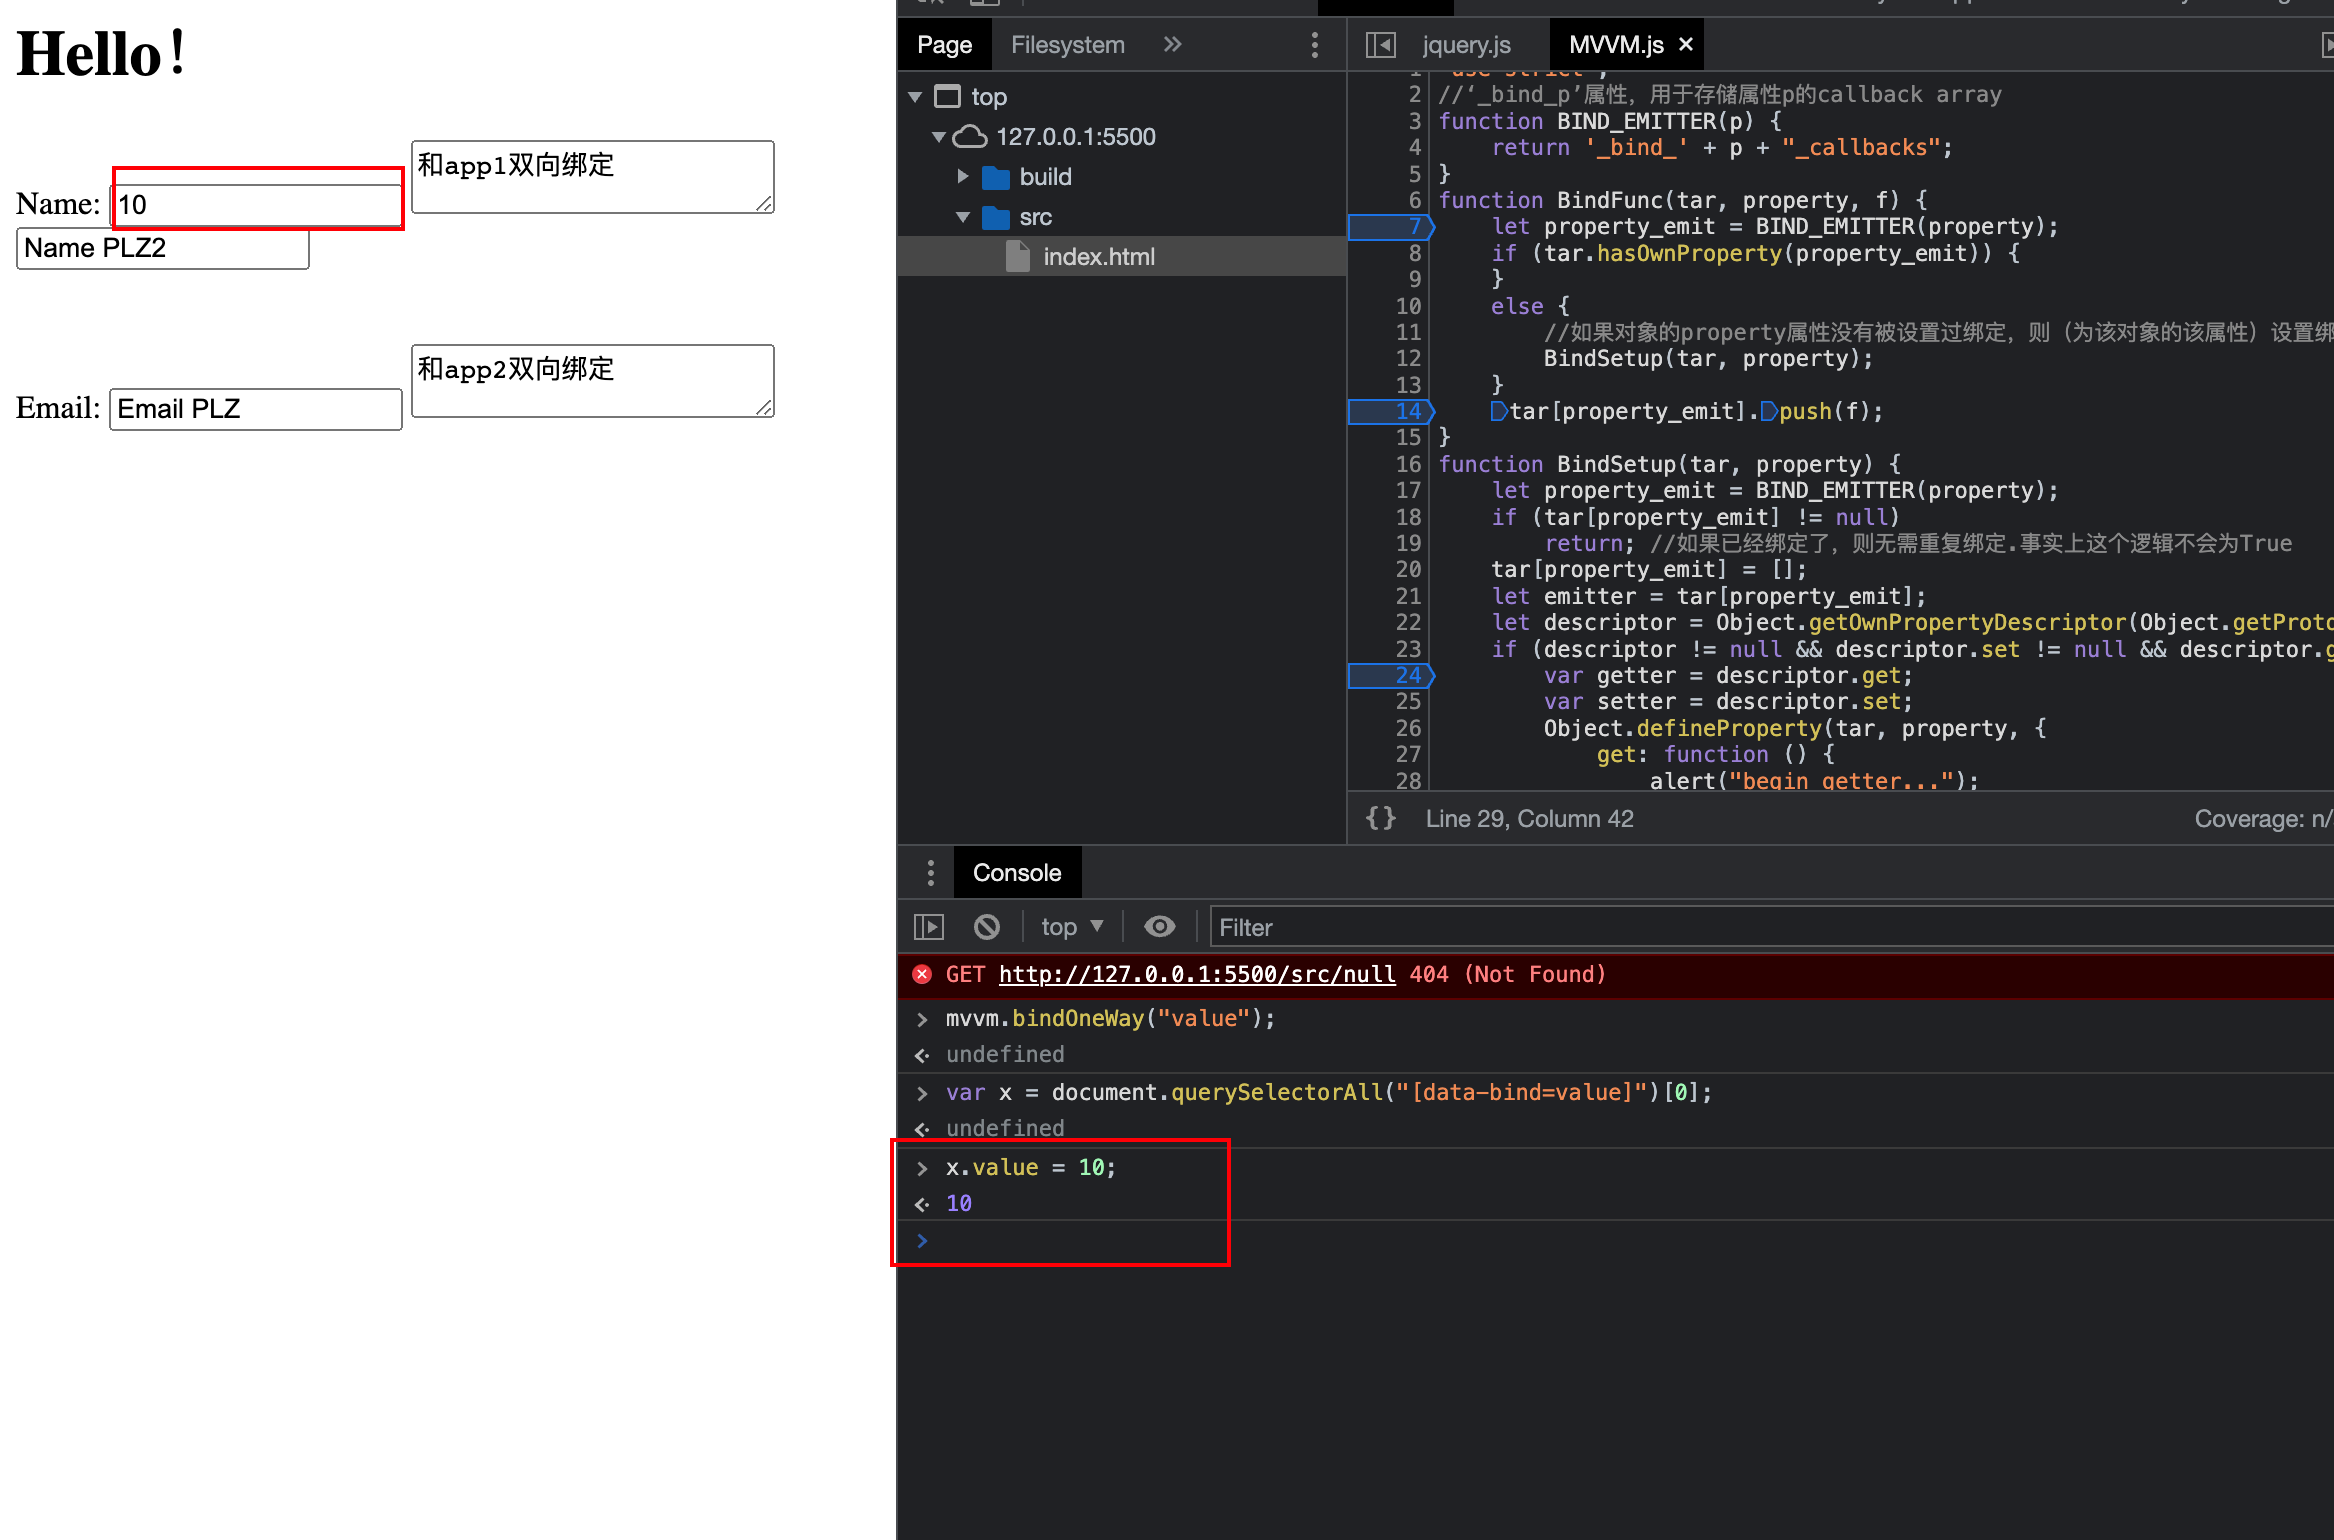 Hello!
Name: 10
和app1双向绑定
Name PLZ2
Email: Email PLZ
和app2双向绑定
Page Filesystem »
top
127.0.0.1:5500
build
src
index.html
jquery.js MVVM.js ×
2 //‘_bind_p’属性, 用于存储属性p的callback array
3 function BIND_EMITTER(p) {
4 return '_bind_' + p + "_callbacks";
5 }
6 function BindFunc(tar, property, f) {
7 let property_emit = BIND_EMITTER(property);
8 if (tar.hasOwnProperty(property_emit)) {
9 }
10 else {
11 //如果对象的property属性没有被设置过绑定, 则 (为该对象的该属性) 设置绑
12 BindSetup(tar, property);
13 }
14 tar[property_emit].push(f);
15 }
16 function BindSetup(tar, property) {
17 let property_emit = BIND_EMITTER(property);
18 if (tar[property_emit] != null)
19 return; //如果已经绑定了, 则无需重复绑定.事实上这个逻辑不会为True
20 tar[property_emit] = [];
21 let emitter = tar[property_emit];
22 let descriptor = Object.getOwnPropertyDescriptor(Object.getProto
23 if (descriptor != null && descriptor.set != null && descriptor.g
24 var getter = descriptor.get;
25 var setter = descriptor.set;
26 Object.defineProperty(tar, property, {
27 get: function () {
28 alert("begin getter...");
{} Line 29, Column 42
Coverage: n/
Console
top ▼ Filter
GET http://127.0.0.1:5500/src/null 404 (Not Found)
> mvvm.bindOneWay("value");
undefined
> var x = document.querySelectorAll("[data-bind=value]")[0];
undefined
> x.value = 10;
10
>